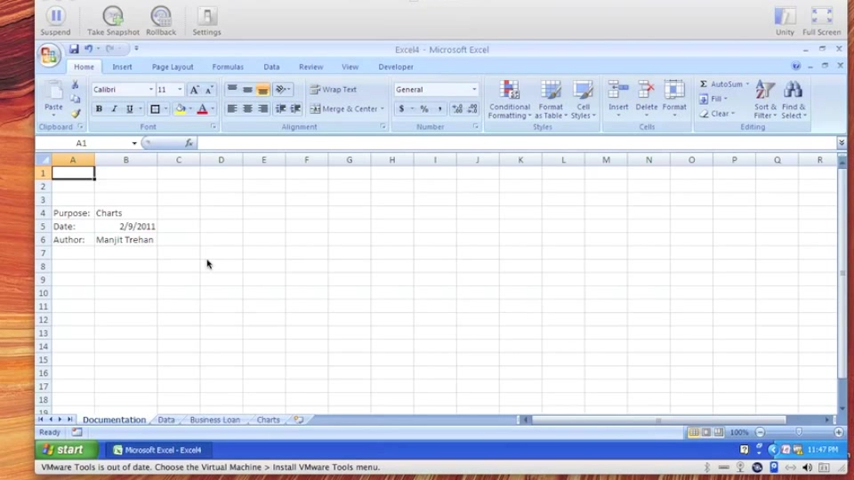 Suspend Take Snapshot Rollback Settings Unity Full Screen
Excel4 - Microsoft Excel
Home Insert Page Layout Formulas Data Review View Developer
Calibri 11 Wrap Text General AutoSum
Paste Conditional Format Cell Insert Delete Format Fill Sort & Find &
B I U Merge & Center $ % , Formatting as Table Styles Clear Filter Select
Clipboard Font Alignment Number Styles Cells Editing
A1 fx
A B C D E F G H I J K L M N O P Q R
1
2
3
4 Purpose: Charts
5 Date: 2/9/2011
6 Author: Manjit Trehan
7
8
9
10
11
12
13
14
15
16
17
18
19
Documentation Data Business Loan Charts
Ready 100%
start Microsoft Excel - Excel4 11:47 PM
VMware Tools is out of date. Choose the Virtual Machine > Install VMware Tools menu.